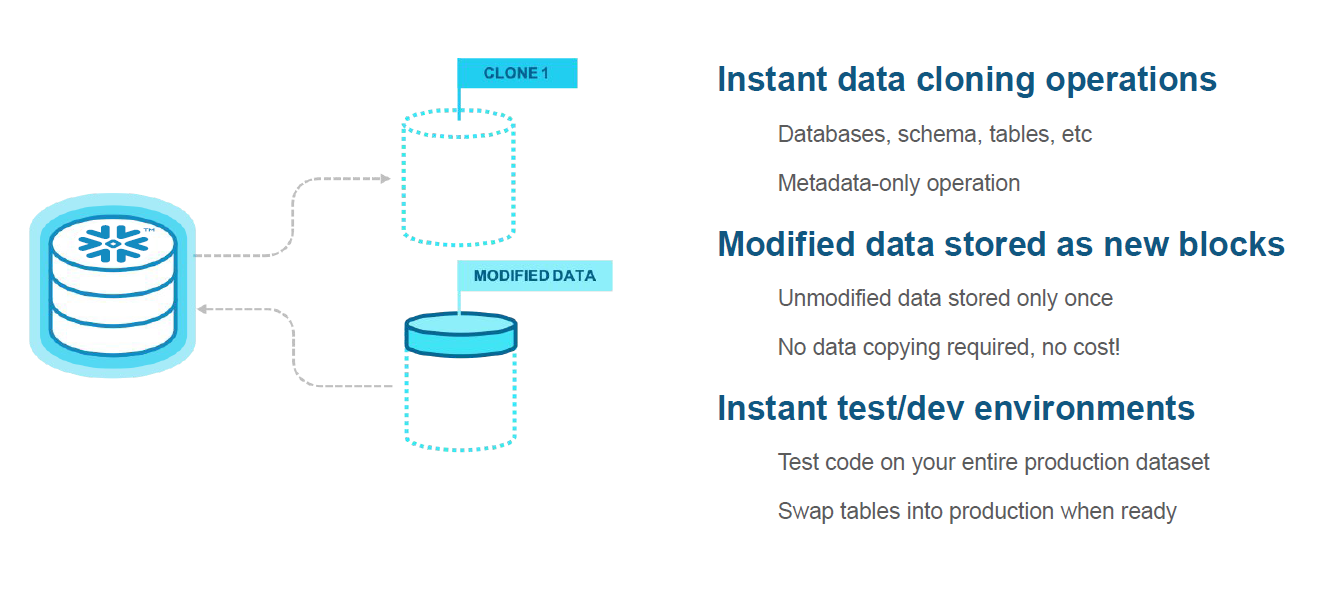 CLONE 1
MODIFIED DATA
TM
Instant data cloning operations
Databases, schema, tables, etc
Metadata-only operation
Modified data stored as new blocks
Unmodified data stored only once
No data copying required, no cost!
Instant test/dev environments
Test code on your entire production dataset
Swap tables into production when ready